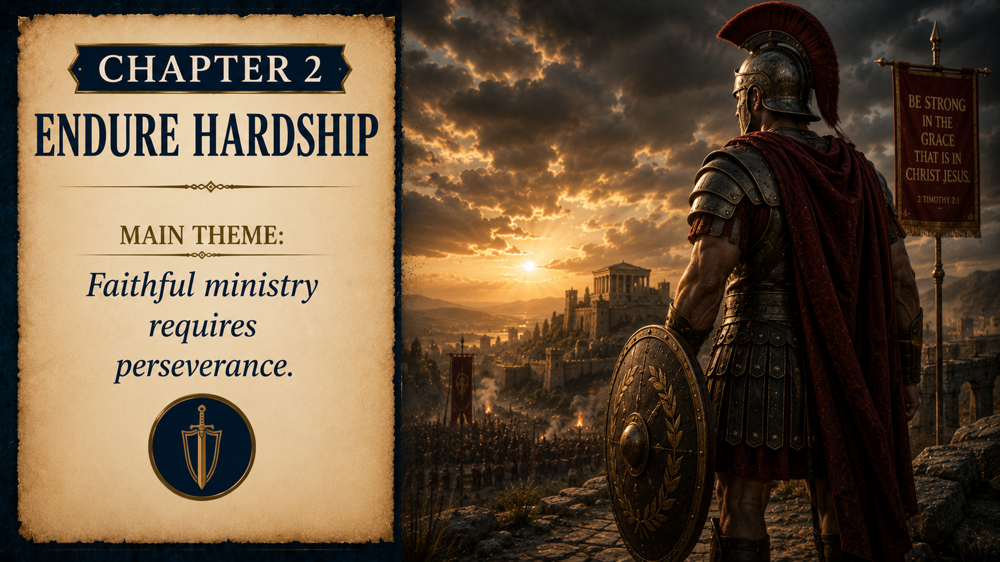 CHAPTER 2
ENDURE HARDSHIP
MAIN THEME:
Faithful ministry
requires
perseverance.
BE STRONG
IN THE
GRACE
THAT IS IN
CHRIST JESUS.
2 TIMOTHY 2:1